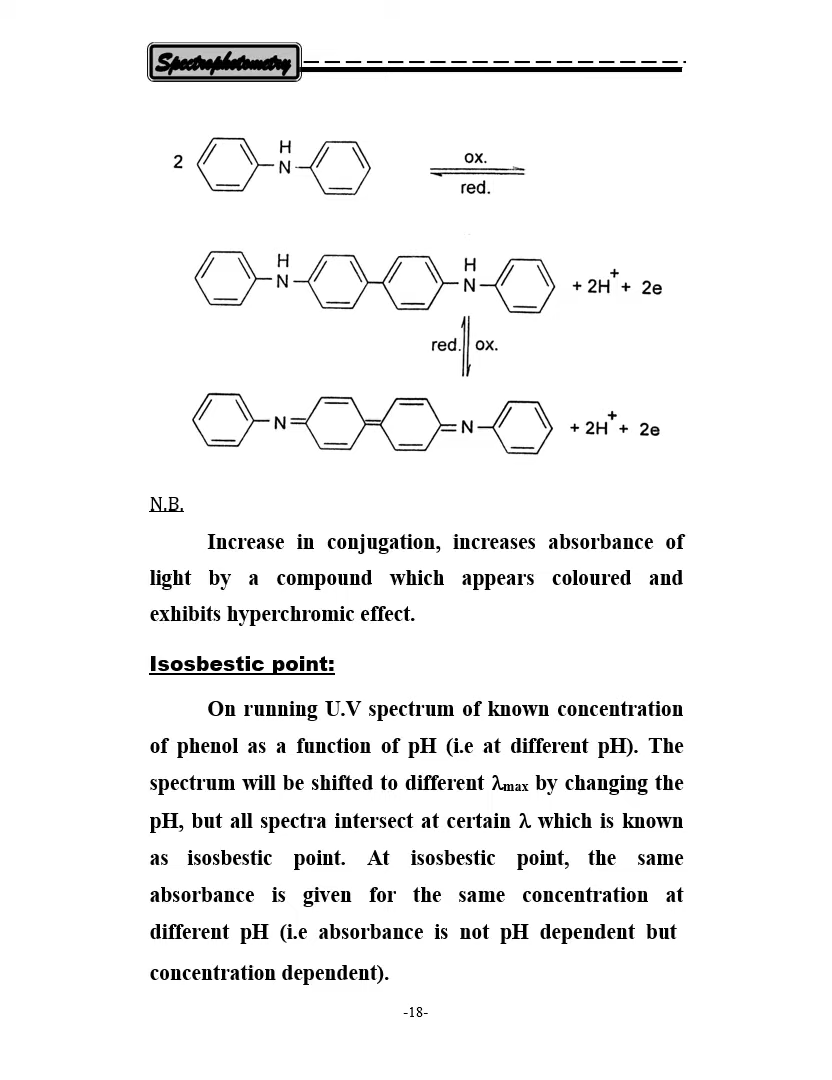 Spectrophotometry
2 H
N
ox.
red.
H
N
H
N
+ 2H+ + 2e
red. ox.
N N
+ 2H+ + 2e
N.B.
Increase in conjugation, increases absorbance of
light by a compound which appears coloured and
exhibits hyperchromic effect.
Isosbestic point:
On running U.V spectrum of known concentration
of phenol as a function of pH (i.e at different pH). The
spectrum will be shifted to different λmax by changing the
pH, but all spectra intersect at certain λ which is known
as isosbestic point. At isosbestic point, the same
absorbance is given for the same concentration at
different pH (i.e absorbance is not pH dependent but
concentration dependent).
-18-